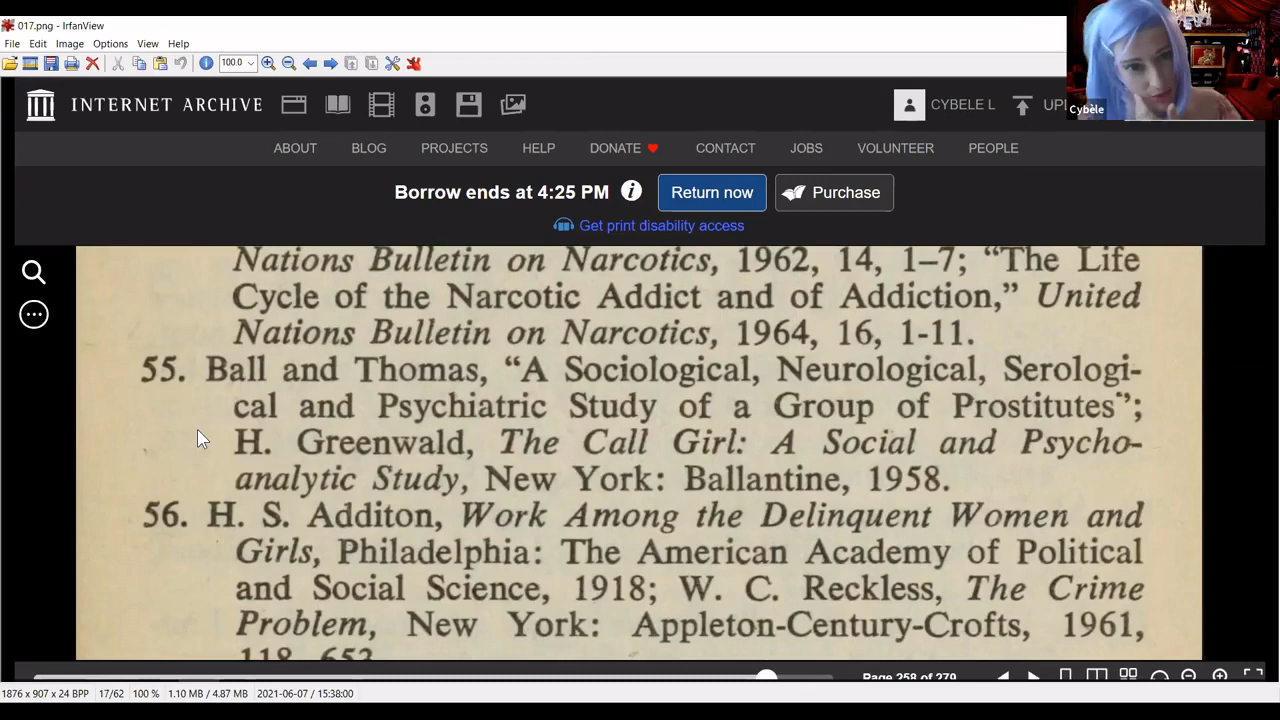 017.png - IrfanView
File Edit Image Options View Help
100.0
INTERNET ARCHIVE
CYBELE L
Cybèle
ABOUT BLOG PROJECTS HELP DONATE CONTACT JOBS VOLUNTEER PEOPLE
Borrow ends at 4:25 PM Return now Purchase
Get print disability access
Nations Bulletin on Narcotics, 1962, 14, 1–7; “The Life
Cycle of the Narcotic Addict and of Addiction,” United
Nations Bulletin on Narcotics, 1964, 16, 1-11.
55. Ball and Thomas, “A Sociological, Neurological, Serologi-
cal and Psychiatric Study of a Group of Prostitutes”;
H. Greenwald, The Call Girl: A Social and Psycho-
analytic Study, New York: Ballantine, 1958.
56. H. S. Additon, Work Among the Delinquent Women and
Girls, Philadelphia: The American Academy of Political
and Social Science, 1918; W. C. Reckless, The Crime
Problem, New York: Appleton-Century-Crofts, 1961,
118, 653
Page 258 of 279
1876 x 907 x 24 BPP 17/62 100 % 1.10 MB / 4.87 MB 2021-06-07 / 15:38:00